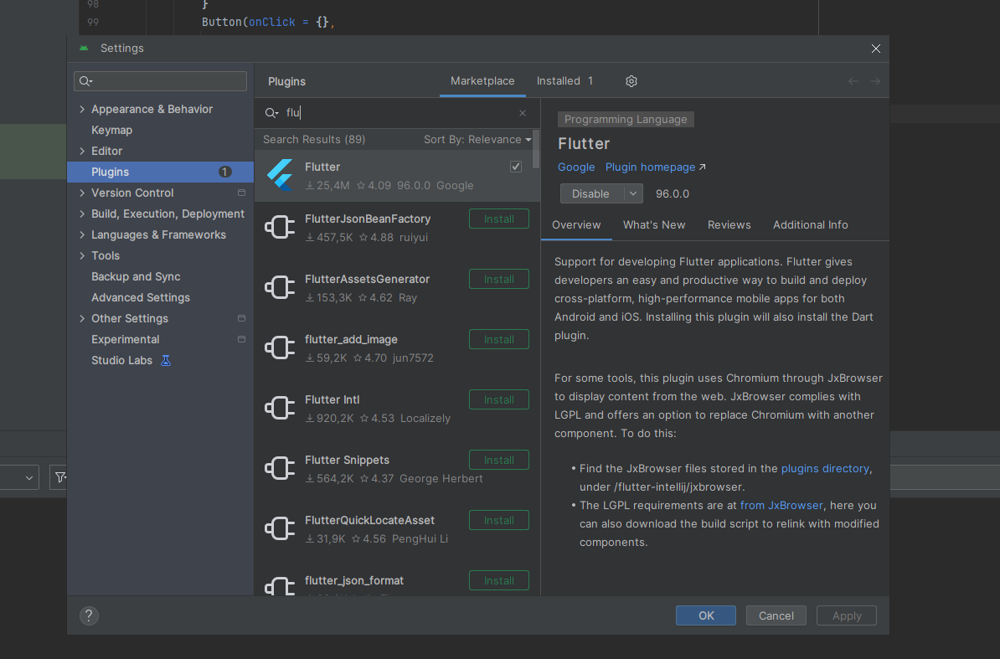 98 }
99 Button(onClick = {},
Settings
Appearance & Behavior
Keymap
Editor
Plugins 1
Version Control
Build, Execution, Deployment
Languages & Frameworks
Tools
Backup and Sync
Advanced Settings
Other Settings
Experimental
Studio Labs
Plugins Marketplace Installed 1
flu
Search Results (89) Sort By: Relevance
Flutter
25,4M 4.09 96.0.0 Google
FlutterJsonBeanFactory Install
457,5K 4.88 ruiyui
FlutterAssetsGenerator Install
153,3K 4.62 Ray
flutter_add_image Install
59,2K 4.70 jun7572
Flutter Intl Install
920,2K 4.53 Localizely
Flutter Snippets Install
564,2K 4.37 George Herbert
FlutterQuickLocateAsset Install
31,9K 4.56 PengHui Li
flutter_json_format Install
Programming Language
Flutter
Google Plugin homepage ↗
Disable 96.0.0
Overview What's New Reviews Additional Info
Support for developing Flutter applications. Flutter gives
developers an easy and productive way to build and deploy
cross-platform, high-performance mobile apps for both
Android and iOS. Installing this plugin will also install the Dart
plugin.
For some tools, this plugin uses Chromium through JxBrowser
to display content from the web. JxBrowser complies with
LGPL and offers an option to replace Chromium with another
component. To do this:
• Find the JxBrowser files stored in the plugins directory,
under /flutter-intellij/jxbrowser.
• The LGPL requirements are at from JxBrowser, here you
can also download the build script to relink with modified
components.
? OK Cancel Apply